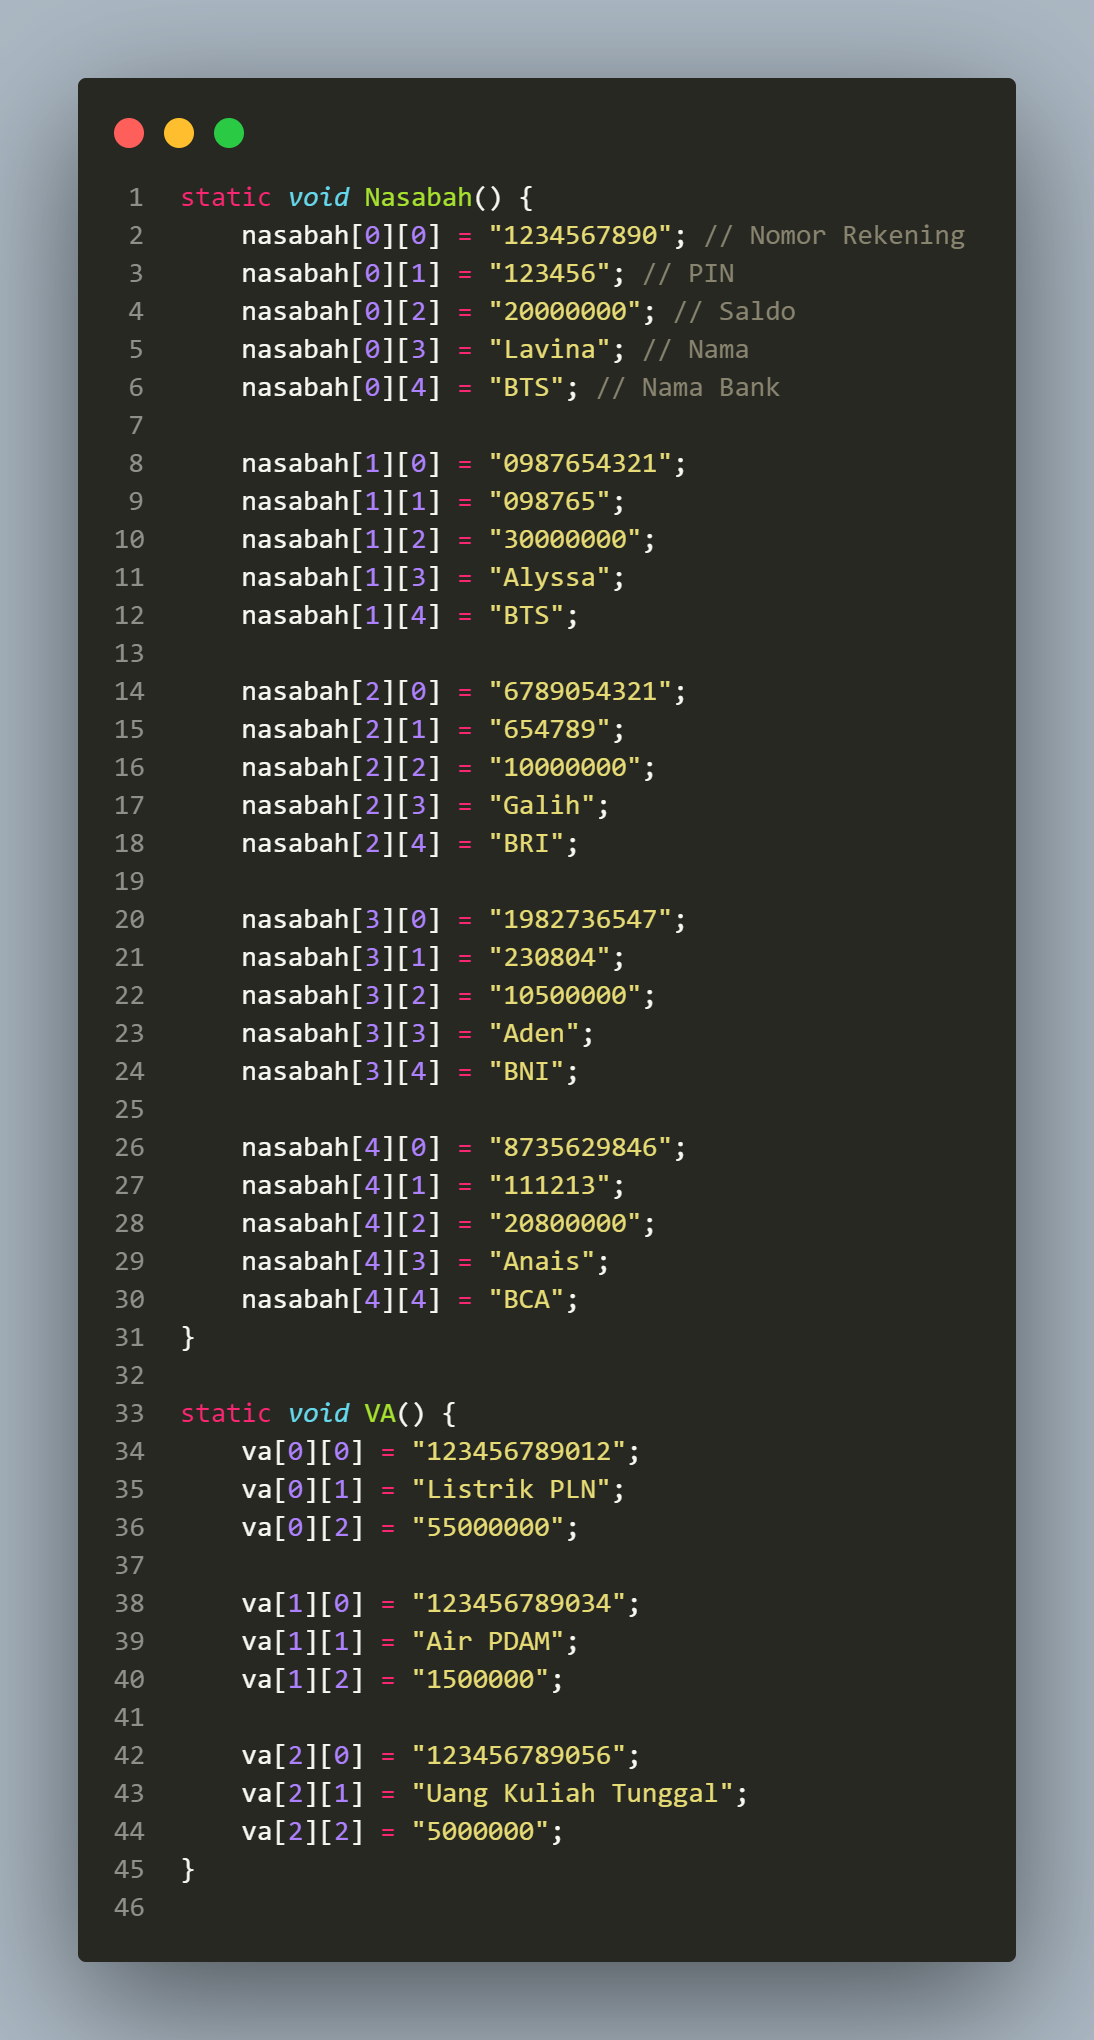 1 static void Nasabah() {
2     nasabah[0][0] = "1234567890"; // Nomor Rekening
3     nasabah[0][1] = "123456"; // PIN
4     nasabah[0][2] = "20000000"; // Saldo
5     nasabah[0][3] = "Lavina"; // Nama
6     nasabah[0][4] = "BTS"; // Nama Bank
7
8     nasabah[1][0] = "0987654321";
9     nasabah[1][1] = "098765";
10     nasabah[1][2] = "30000000";
11     nasabah[1][3] = "Alyssa";
12     nasabah[1][4] = "BTS";
13
14     nasabah[2][0] = "6789054321";
15     nasabah[2][1] = "654789";
16     nasabah[2][2] = "10000000";
17     nasabah[2][3] = "Galih";
18     nasabah[2][4] = "BRI";
19
20     nasabah[3][0] = "1982736547";
21     nasabah[3][1] = "230804";
22     nasabah[3][2] = "10500000";
23     nasabah[3][3] = "Aden";
24     nasabah[3][4] = "BNI";
25
26     nasabah[4][0] = "8735629846";
27     nasabah[4][1] = "111213";
28     nasabah[4][2] = "20800000";
29     nasabah[4][3] = "Anais";
30     nasabah[4][4] = "BCA";
31 }
32
33 static void VA() {
34     va[0][0] = "123456789012";
35     va[0][1] = "Listrik PLN";
36     va[0][2] = "55000000";
37
38     va[1][0] = "123456789034";
39     va[1][1] = "Air PDAM";
40     va[1][2] = "1500000";
41
42     va[2][0] = "123456789056";
43     va[2][1] = "Uang Kuliah Tunggal";
44     va[2][2] = "5000000";
45 }
46